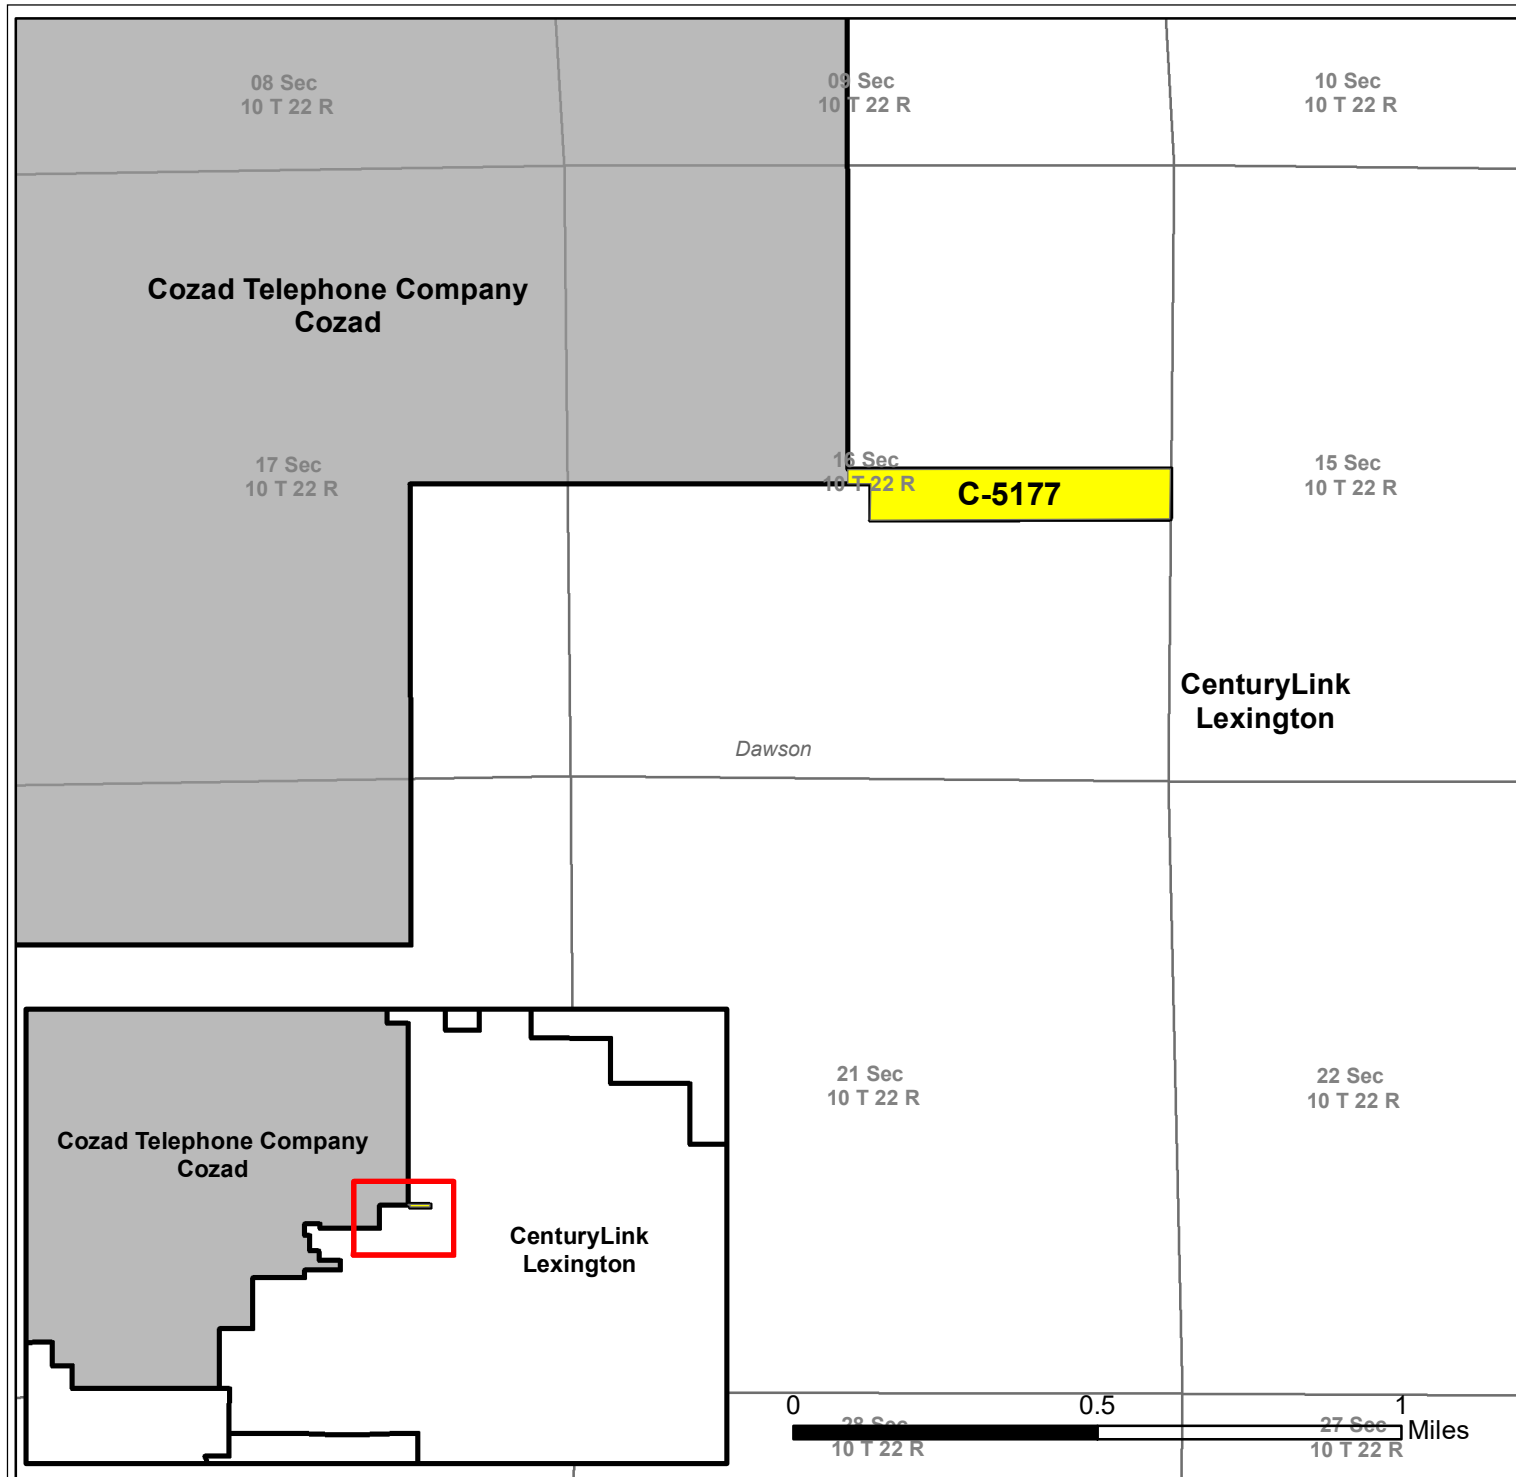 08 Sec
10 T 22 R
09 Sec
10 T 22 R
10 Sec
10 T 22 R
Cozad Telephone Company
Cozad
17 Sec
10 T 22 R
16 Sec
10 T 22 R
C-5177
15 Sec
10 T 22 R
CenturyLink
Lexington
Dawson
21 Sec
10 T 22 R
22 Sec
10 T 22 R
Cozad Telephone Company
Cozad
CenturyLink
Lexington
0 0.5 1
Miles
28 Sec
10 T 22 R
27 Sec
10 T 22 R